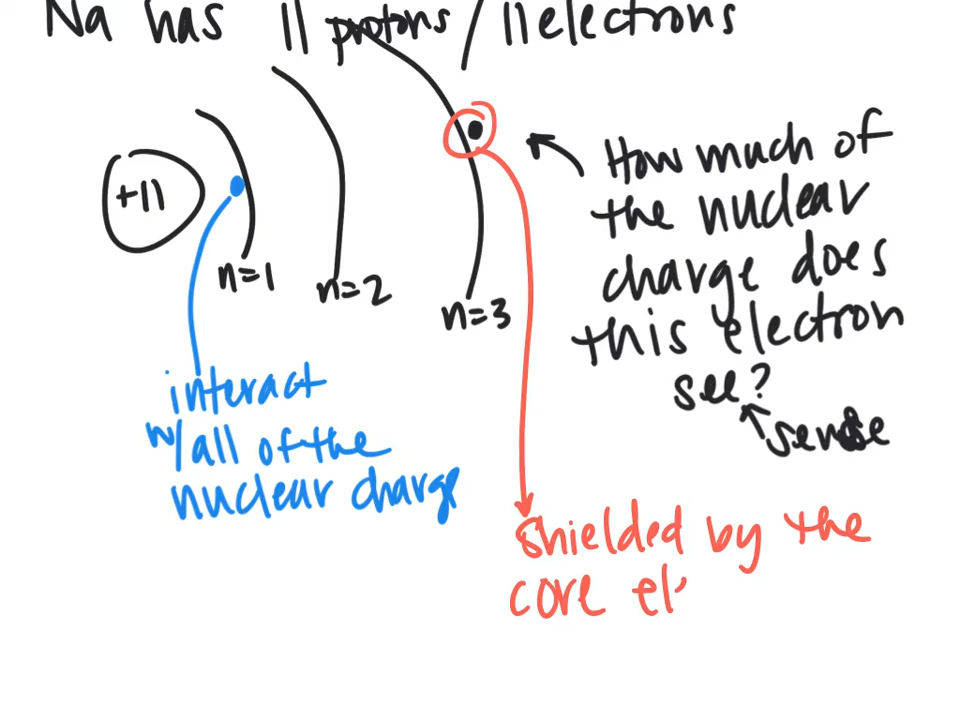 Na has 11 protons / 11 electrons
+11
n=1
n=2
n=3
How much of
the nuclear
charge does
this electron
see?
sense
interact
w/ all of the
nuclear charge
shielded by the
core el